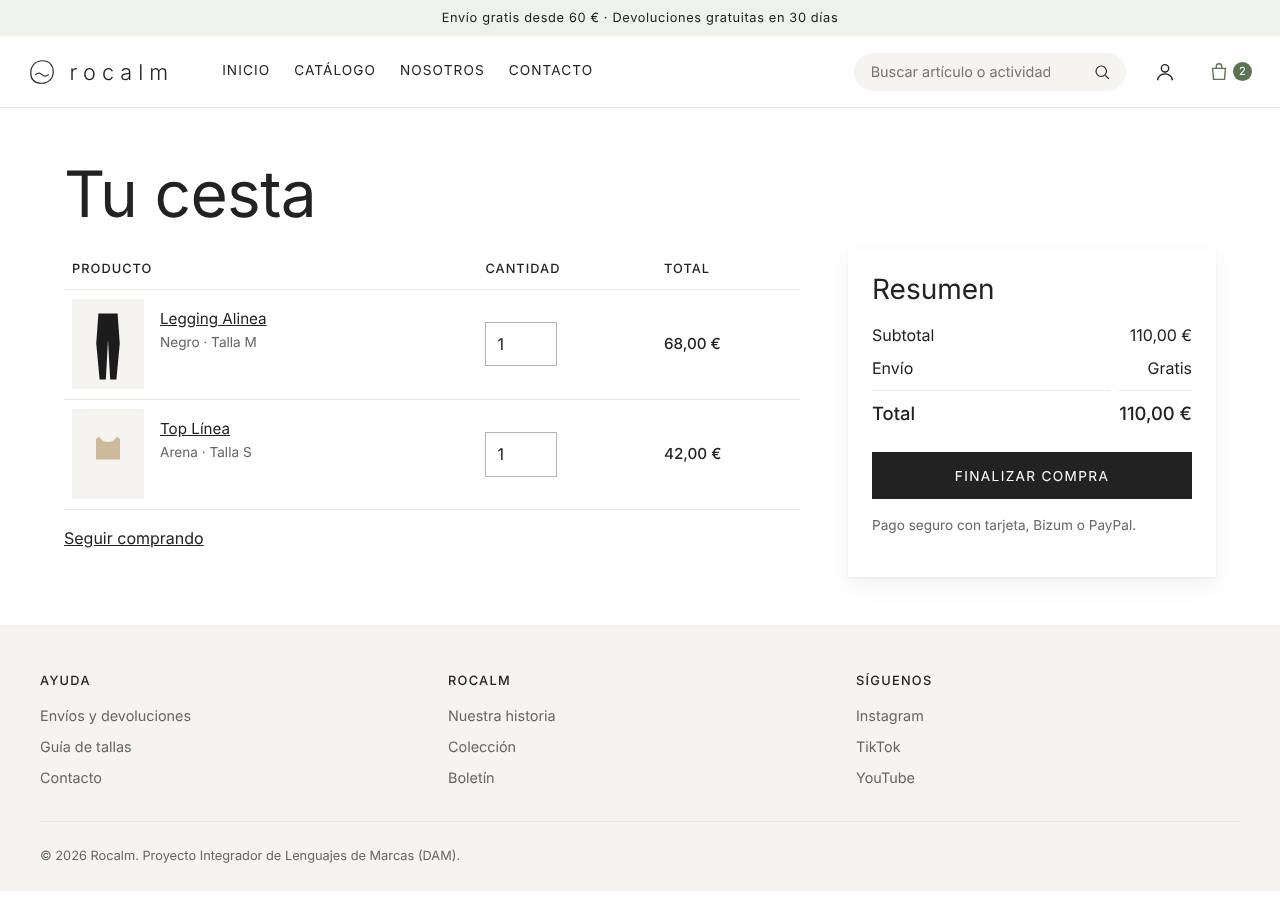 Envío gratis desde 60 € · Devoluciones gratuitas en 30 días
rocalm
INICIO CATÁLOGO NOSOTROS CONTACTO
Buscar artículo o actividad
2
Tu cesta
PRODUCTO CANTIDAD TOTAL
Legging Alinea
Negro · Talla M
1
68,00 €
Top Línea
Arena · Talla S
1
42,00 €
Seguir comprando
Resumen
Subtotal 110,00 €
Envío Gratis
Total 110,00 €
FINALIZAR COMPRA
Pago seguro con tarjeta, Bizum o PayPal.
AYUDA
Envíos y devoluciones
Guía de tallas
Contacto
ROCALM
Nuestra historia
Colección
Boletín
SÍGUENOS
Instagram
TikTok
YouTube
© 2026 Rocalm. Proyecto Integrador de Lenguajes de Marcas (DAM).